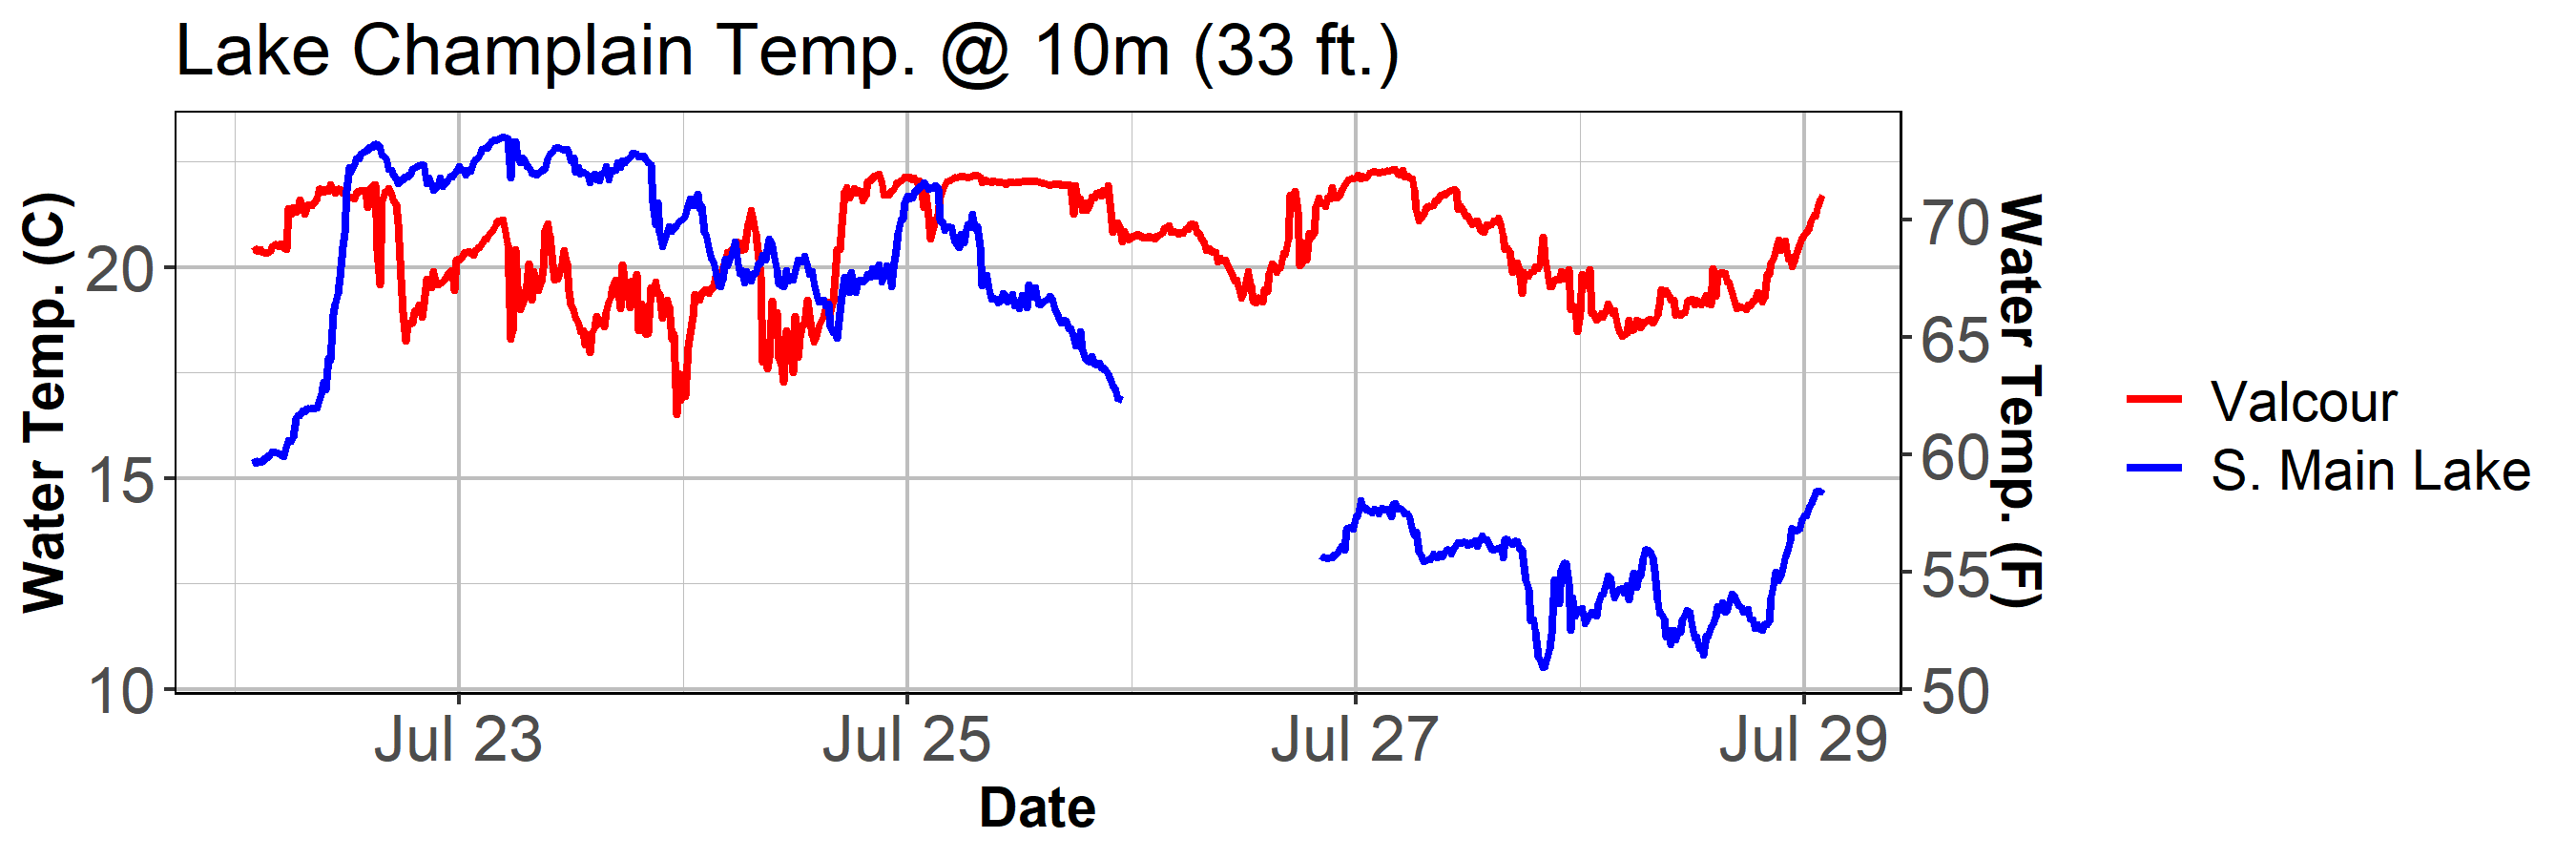 Lake Champlain Temp. @ 10m (33 ft.)
Water Temp. (C)
20
15
10
70
65
60
55
50
Water Temp. (F)
Jul 23
Jul 25
Jul 27
Jul 29
Date
Valcour
S. Main Lake